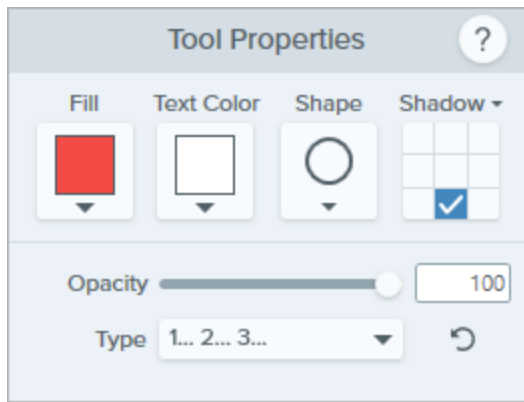 Tool Properties ?
Fill Text Color Shape Shadow
Opacity 100
Type 1... 2... 3...